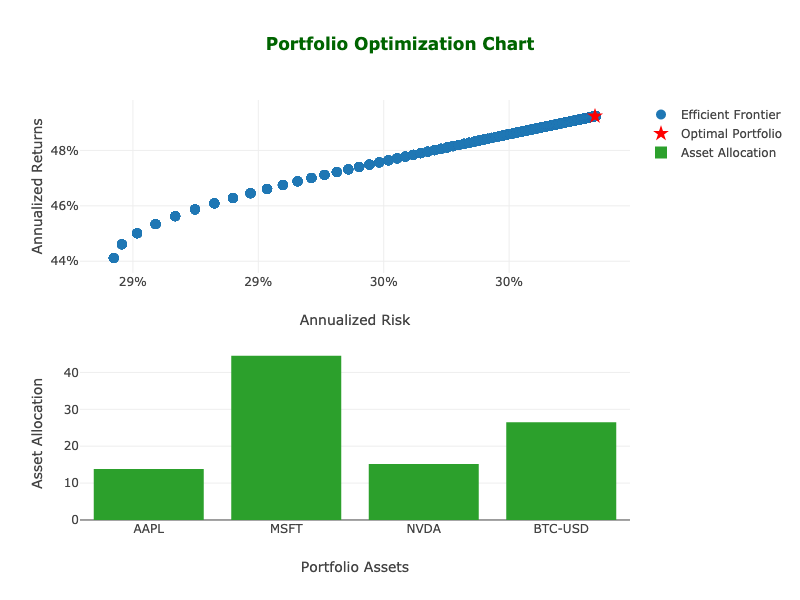 Portfolio Optimization Chart
Annualized Returns
48%
46%
44%
29%
29%
30%
30%
Annualized Risk
Efficient Frontier
Optimal Portfolio
Asset Allocation
Asset Allocation
40
30
20
10
0
AAPL
MSFT
NVDA
BTC-USD
Portfolio Assets